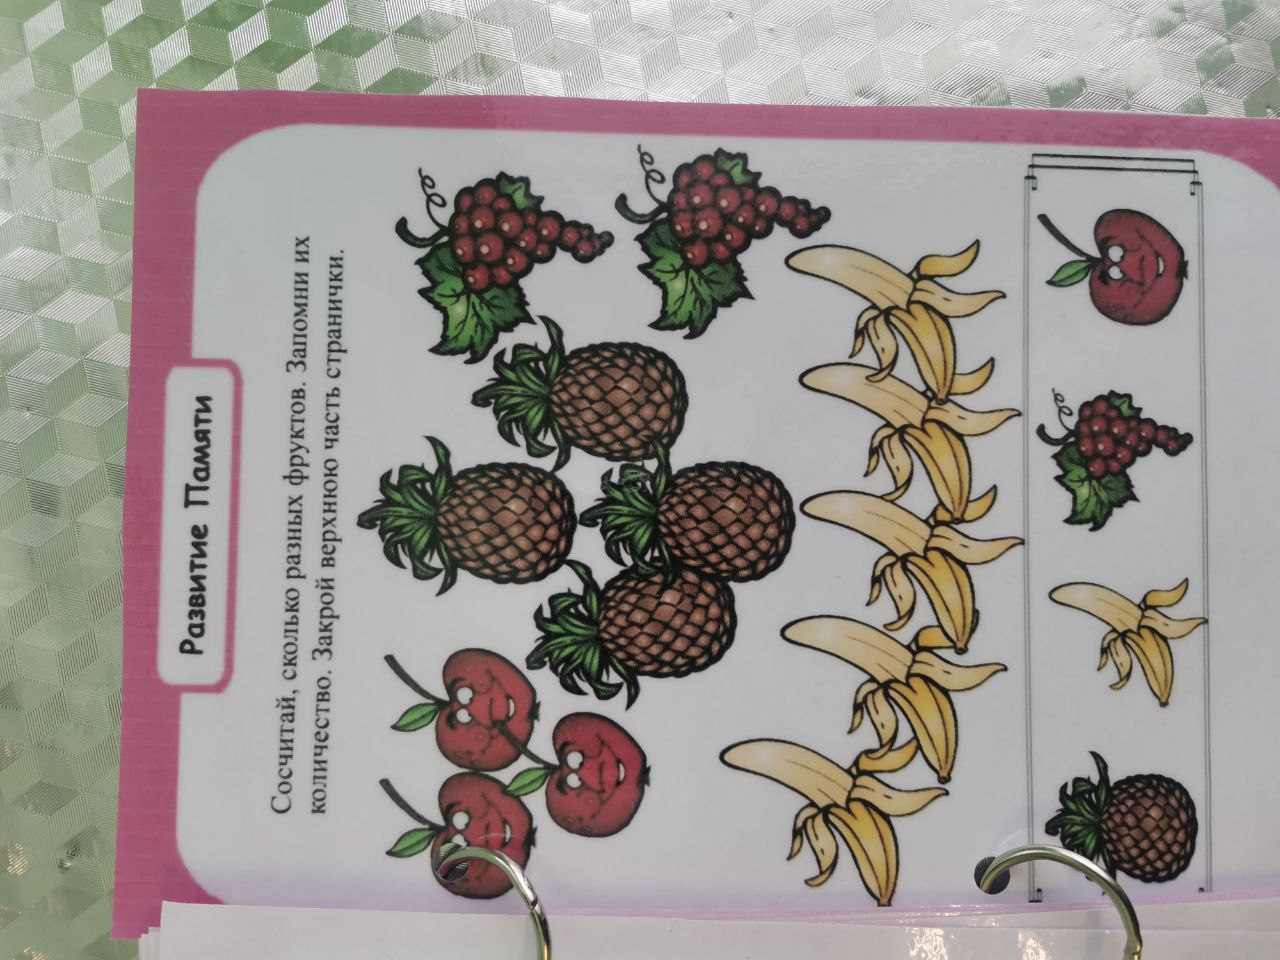 Развитие Памяти
Сосчитай, сколько разных фруктов. Запомни их
количество. Закрой верхнюю часть странички.